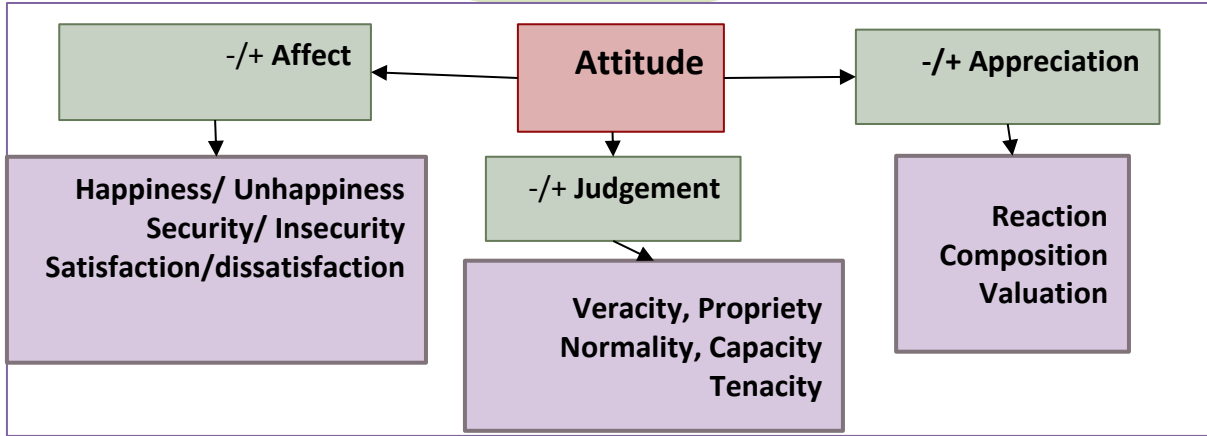 Attitude
-/+ Affect
-/+ Appreciation
-/+ Judgement
Happiness/ Unhappiness
Security/ Insecurity
Satisfaction/dissatisfaction
Veracity, Propriety
Normality, Capacity
Tenacity
Reaction
Composition
Valuation